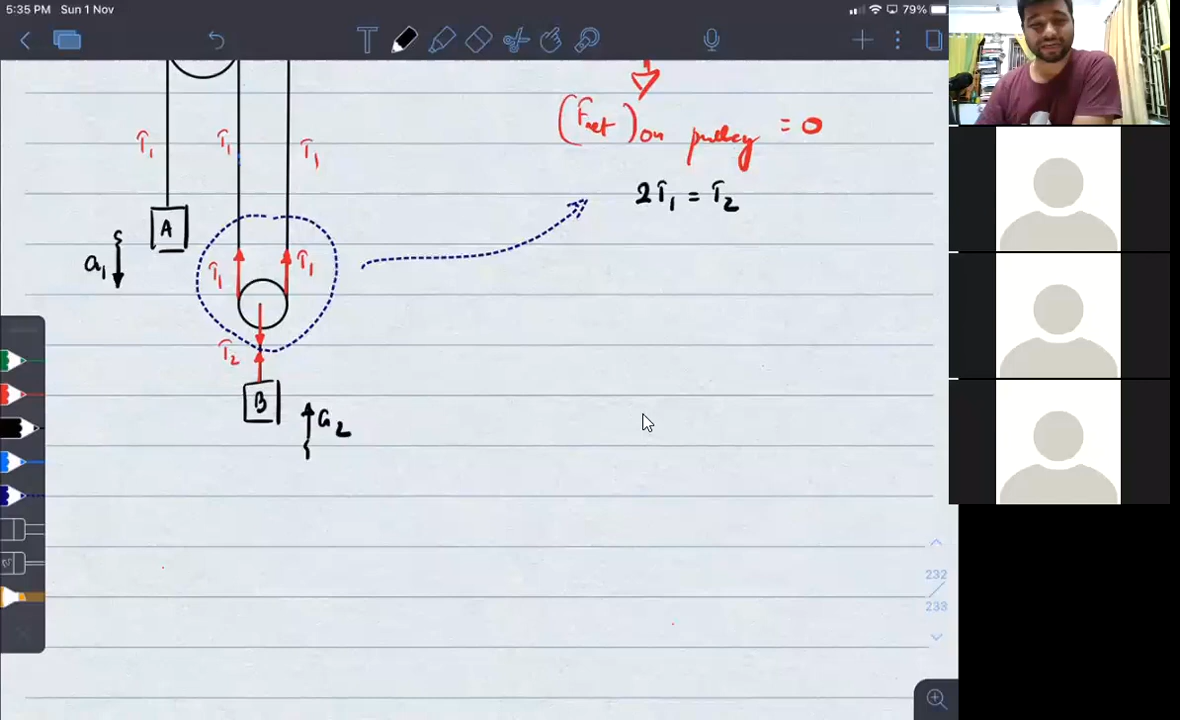 5:35 PM Sun 1 Nov 79%
(F_net) on pulley = 0
2T₁ = T₂
T₁ T₁ T₁
A
a₁
T₁ T₁
T₂
B
a₂
232
233